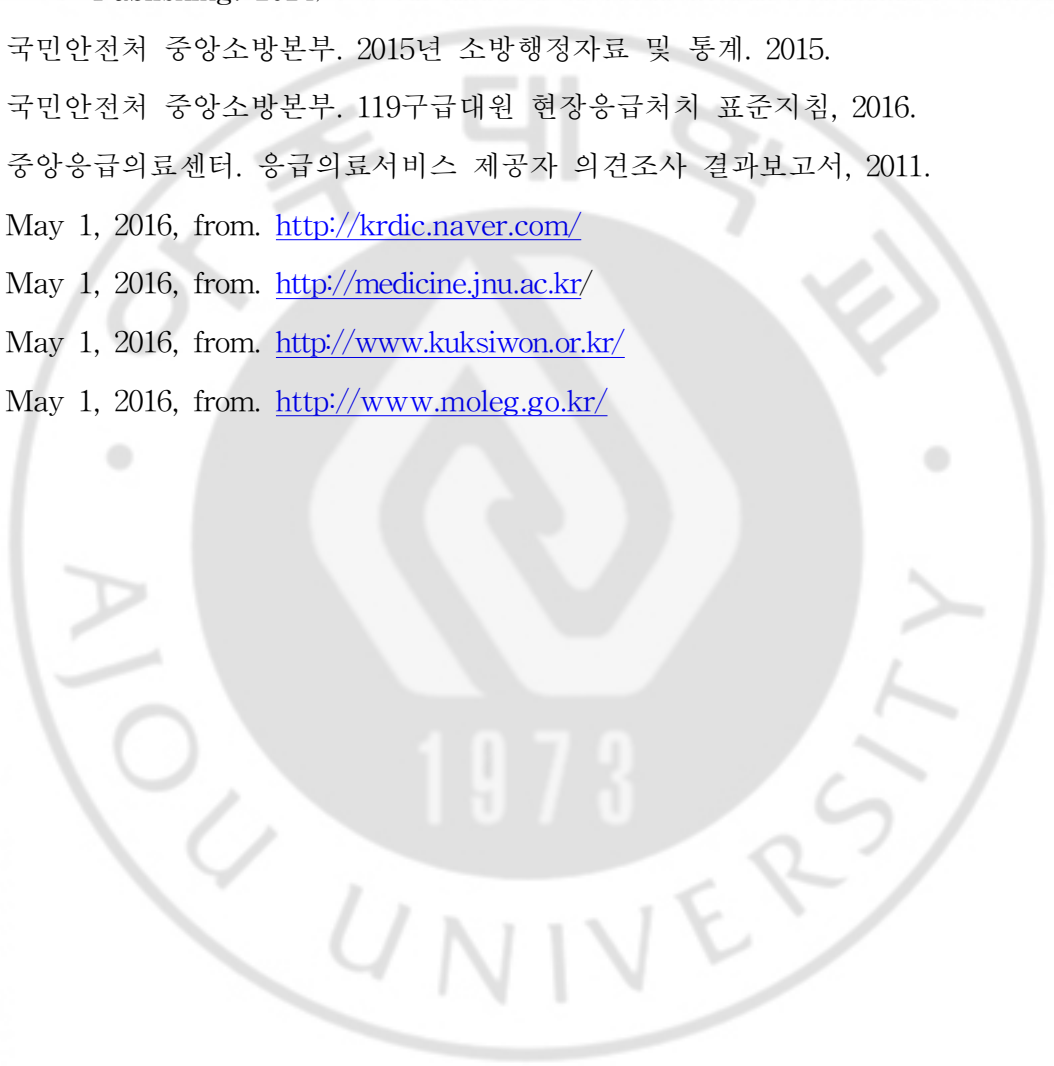 국민안전처 중앙소방본부. 2015년 소방행정자료 및 통계. 2015.
국민안전처 중앙소방본부. 119구급대원 현장응급처치 표준지침, 2016.
중앙응급의료센터. 응급의료서비스 제공자 의견조사 결과보고서, 2011.
May 1, 2016, from. http://krdic.naver.com/
May 1, 2016, from. http://medicine.jnu.ac.kr/
May 1, 2016, from. http://www.kuksiwon.or.kr/
May 1, 2016, from. http://www.moleg.go.kr/
아주대학교
1973
AJOU UNIVERSITY